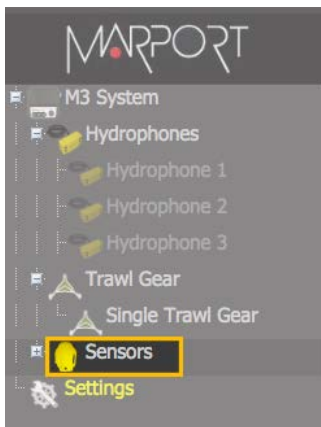 MARPORT
M3 System
Hydrophones
Hydrophone 1
Hydrophone 2
Hydrophone 3
Trawl Gear
Single Trawl Gear
Sensors
Settings